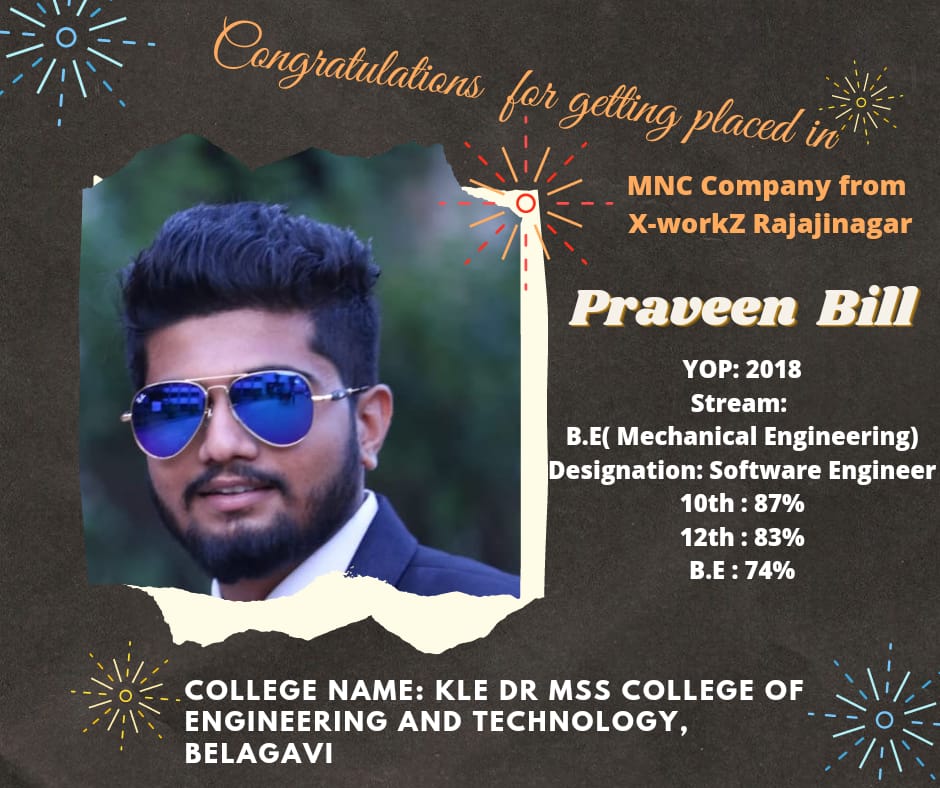 Congratulations for getting placed in
MNC Company from
X-workZ Rajajinagar
Praveen Bill
YOP: 2018
Stream:
B.E( Mechanical Engineering)
Designation: Software Engineer
10th : 87%
12th : 83%
B.E : 74%
COLLEGE NAME: KLE DR MSS COLLEGE OF
ENGINEERING AND TECHNOLOGY,
BELAGAVI